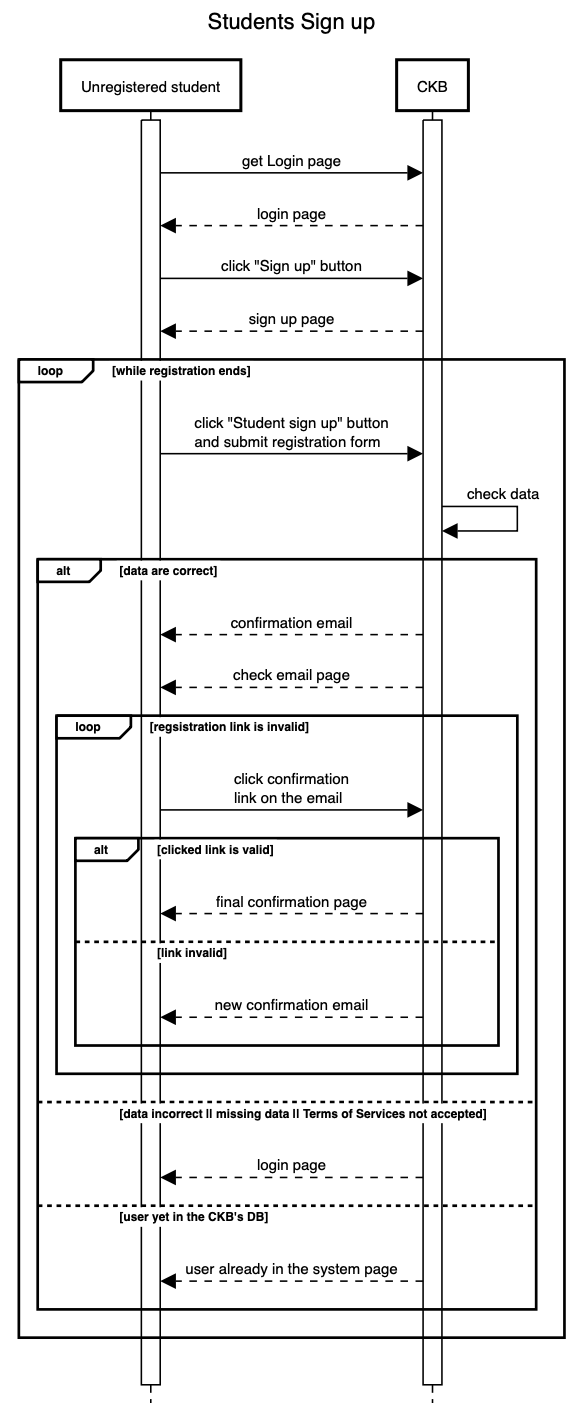 Students Sign up
Unregistered student
CKB
get Login page
login page
click "Sign up" button
sign up page
loop
[while registration ends]
click "Student sign up" button
and submit registration form
check data
alt
[data are correct]
confirmation email
check email page
loop
[regsistration link is invalid]
click confirmation
link on the email
alt
[clicked link is valid]
final confirmation page
[link invalid]
new confirmation email
[data incorrect || missing data || Terms of Services not accepted]
login page
[user yet in the CKB's DB]
user already in the system page